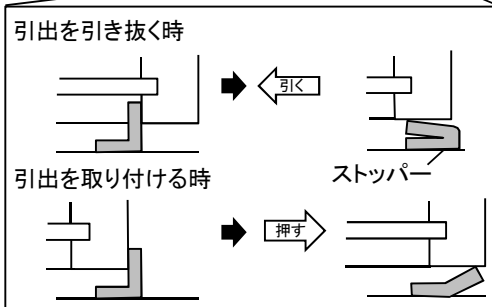 引出を引き抜く時
引く
ストッパー
引出を取り付ける時
押す